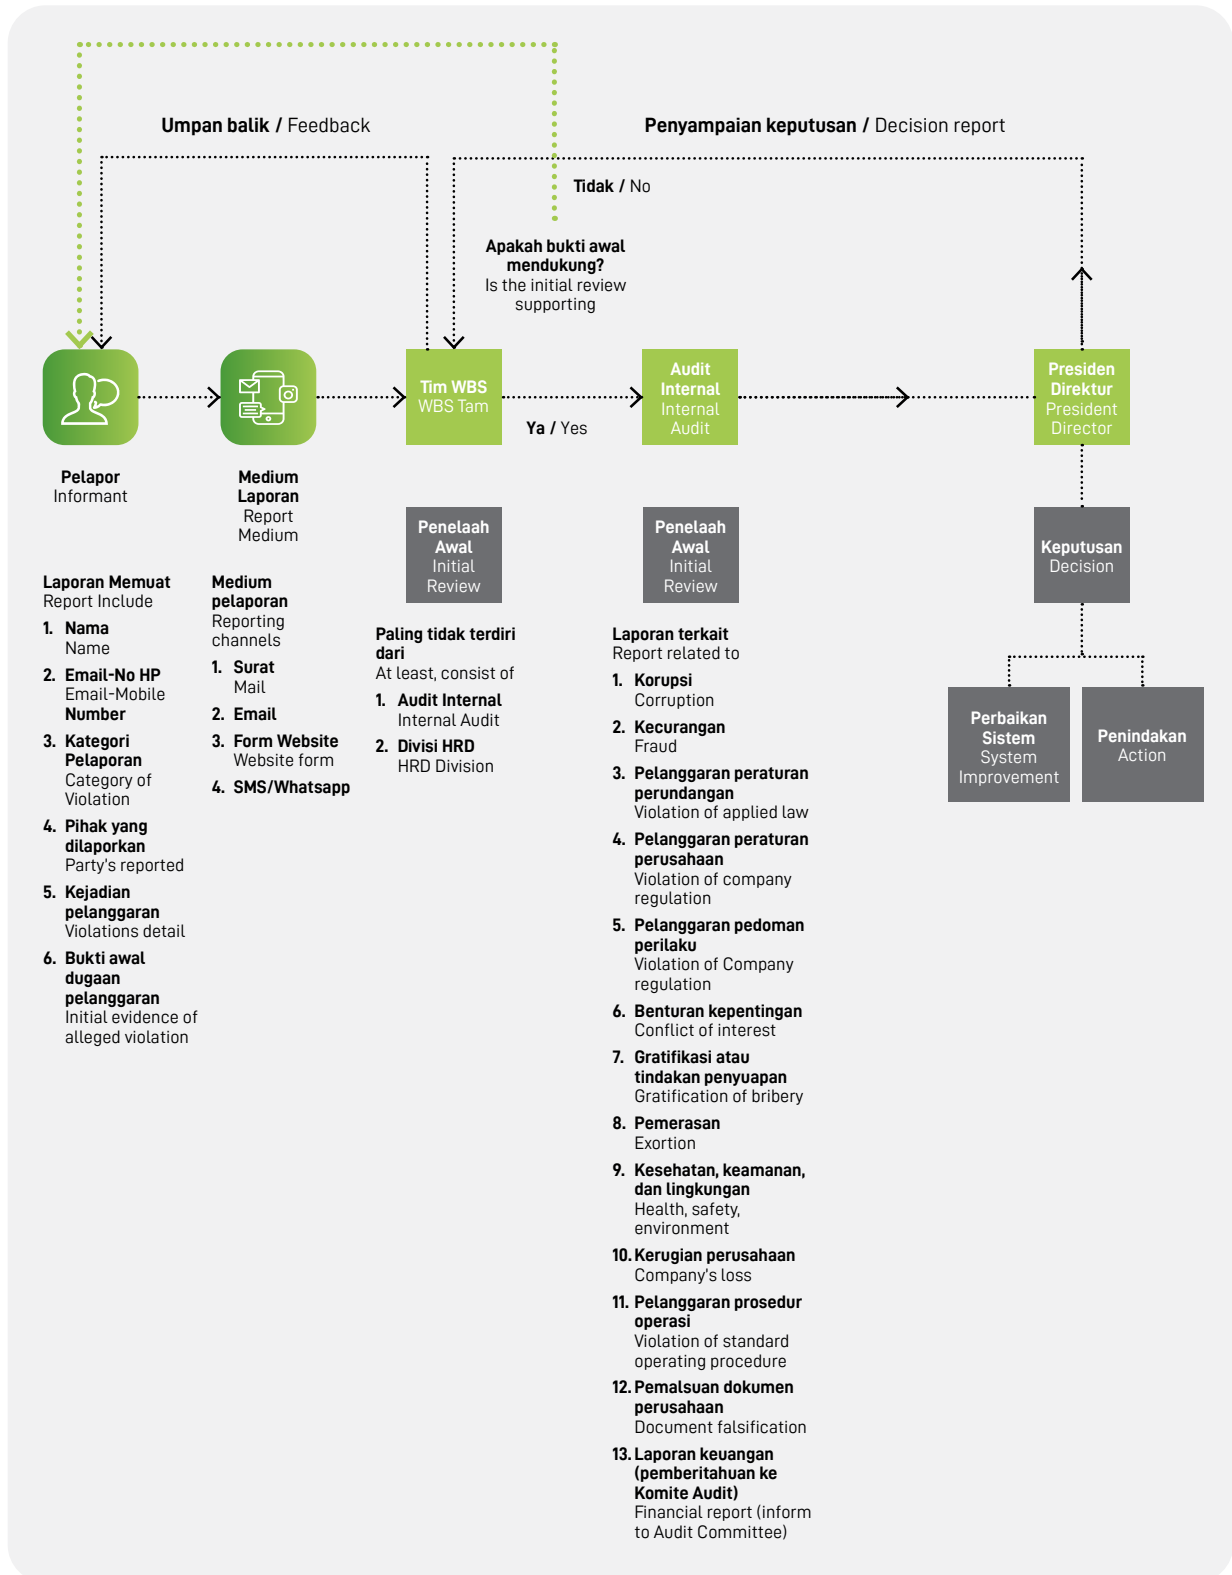 Umpan balik / Feedback
Penyampaian keputusan / Decision report
Tidak / No
Apakah bukti awal
mendukung?
Is the initial review
supporting
Tim WBS
WBS Tam
Ya / Yes
Audit
Internal
Internal
Audit
Presiden
Direktur
President
Director
Pelapor
Informant
Medium
Laporan
Report
Medium
Penelaah
Awal
Initial
Review
Penelaah
Awal
Initial
Review
Keputusan
Decision
Perbaikan
Sistem
System
Improvement
Penindakan
Action
Laporan Memuat
Report Include
1. Nama
Name
2. Email-No HP
Email-Mobile
Number
3. Kategori
Pelaporan
Category of
Violation
4. Pihak yang
dilaporkan
Party's reported
5. Kejadian
pelanggaran
Violations detail
6. Bukti awal
dugaan
pelanggaran
Initial evidence of
alleged violation
Medium
pelaporan
Reporting
channels
1. Surat
Mail
2. Email
3. Form Website
Website form
4. SMS/Whatsapp
Paling tidak terdiri
dari
At least, consist of
1. Audit Internal
Internal Audit
2. Divisi HRD
HRD Division
Laporan terkait
Report related to
1. Korupsi
Corruption
2. Kecurangan
Fraud
3. Pelanggaran peraturan
perundangan
Violation of applied law
4. Pelanggaran peraturan
perusahaan
Violation of company
regulation
5. Pelanggaran pedoman
perilaku
Violation of Company
regulation
6. Benturan kepentingan
Conflict of interest
7. Gratifikasi atau
tindakan penyuapan
Gratification of bribery
8. Pemerasan
Exortion
9. Kesehatan, keamanan,
dan lingkungan
Health, safety,
environment
10. Kerugian perusahaan
Company's loss
11. Pelanggaran prosedur
operasi
Violation of standard
operating procedure
12. Pemalsuan dokumen
perusahaan
Document falsification
13. Laporan keuangan
(pemberitahuan ke
Komite Audit)
Financial report (inform
to Audit Committee)